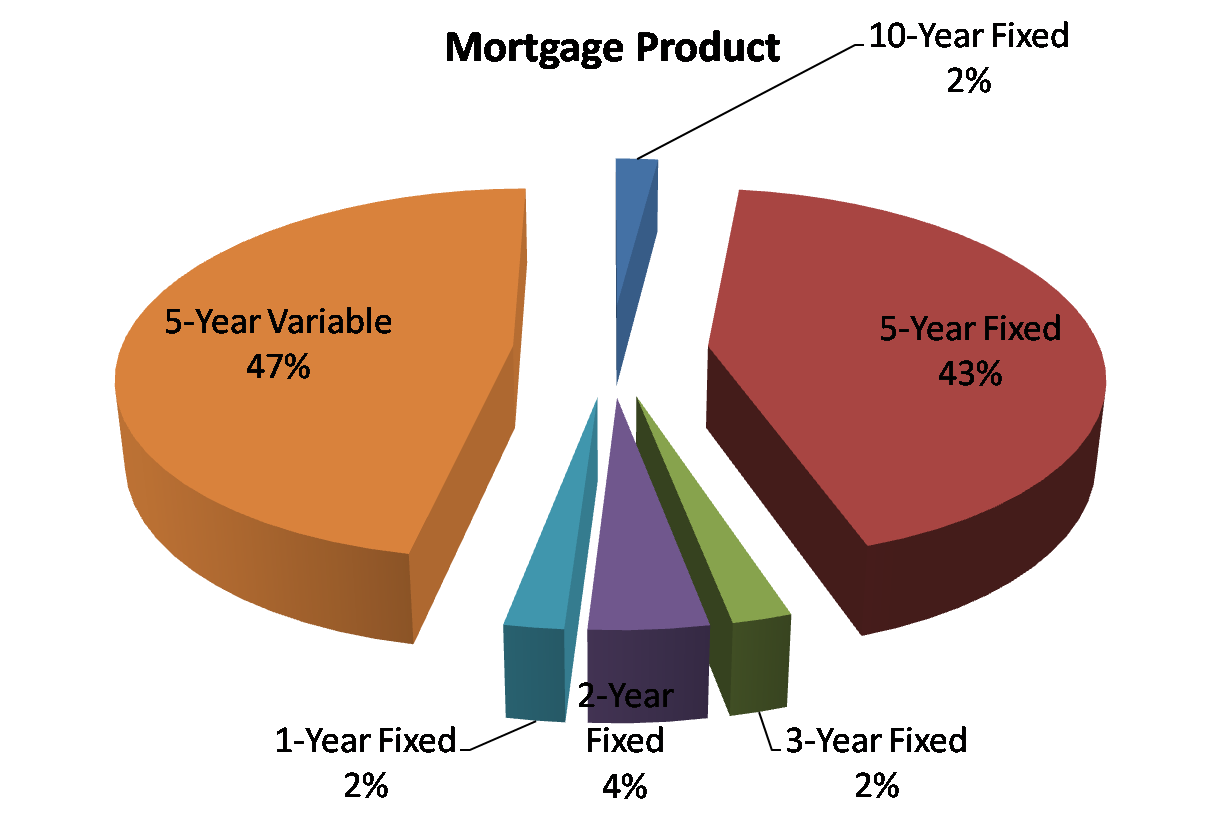 Mortgage Product
10-Year Fixed
2%
5-Year Variable
47%
5-Year Fixed
43%
1-Year Fixed
2%
2-Year
Fixed
4%
3-Year Fixed
2%